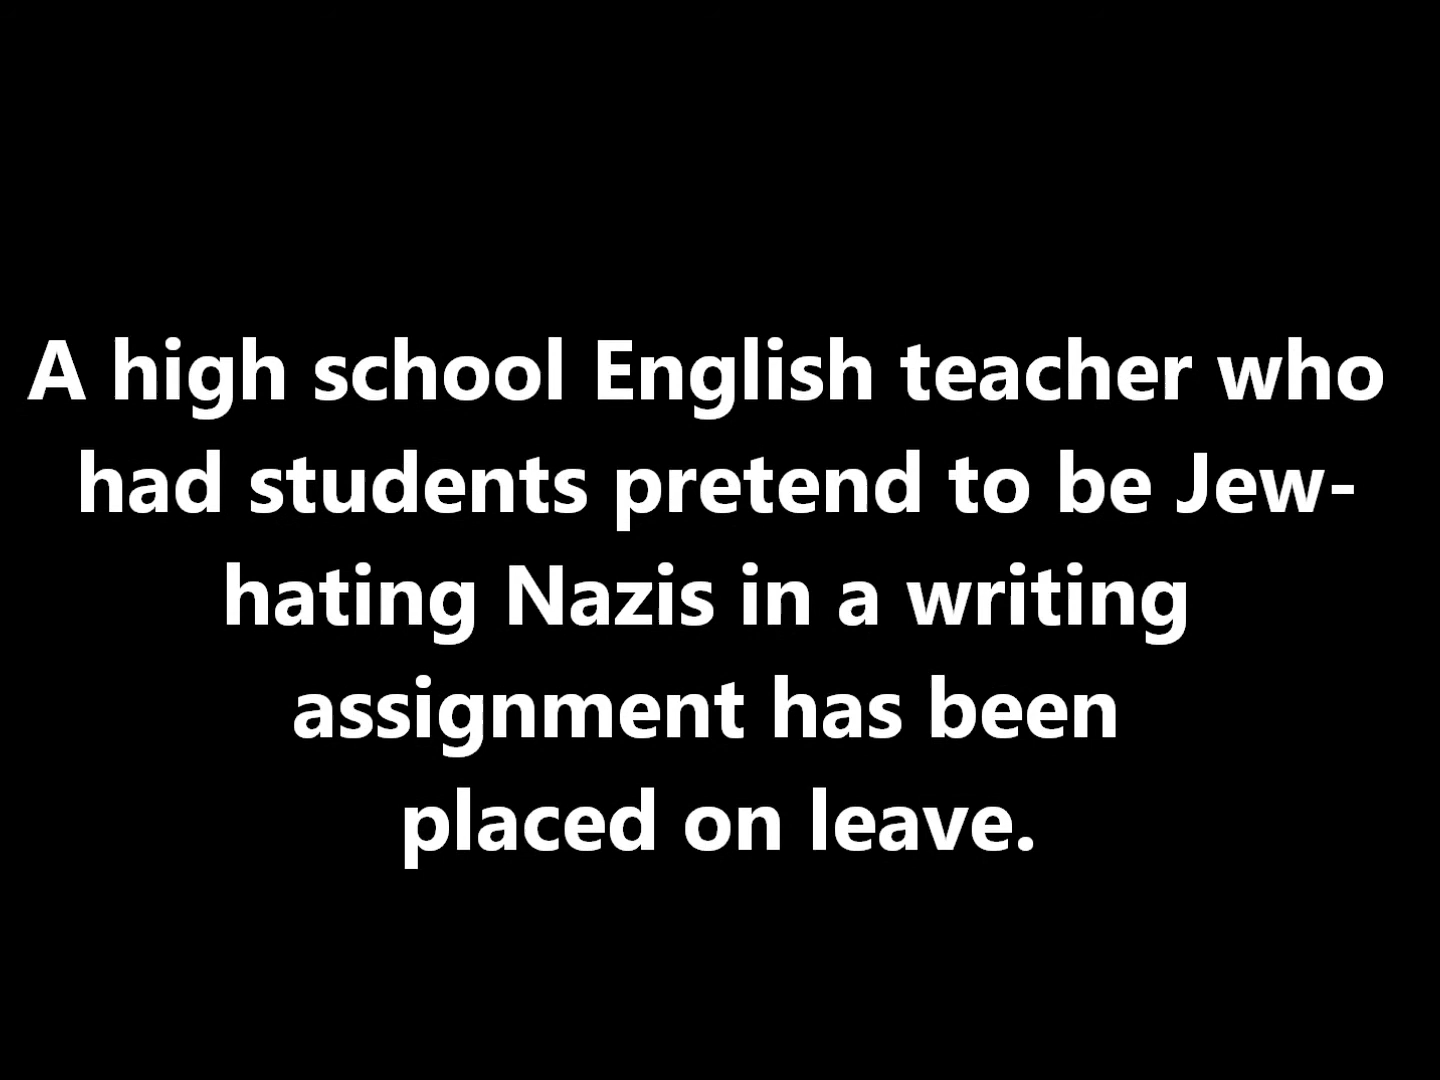 A high school English teacher who
had students pretend to be Jew-
hating Nazis in a writing
assignment has been
placed on leave.